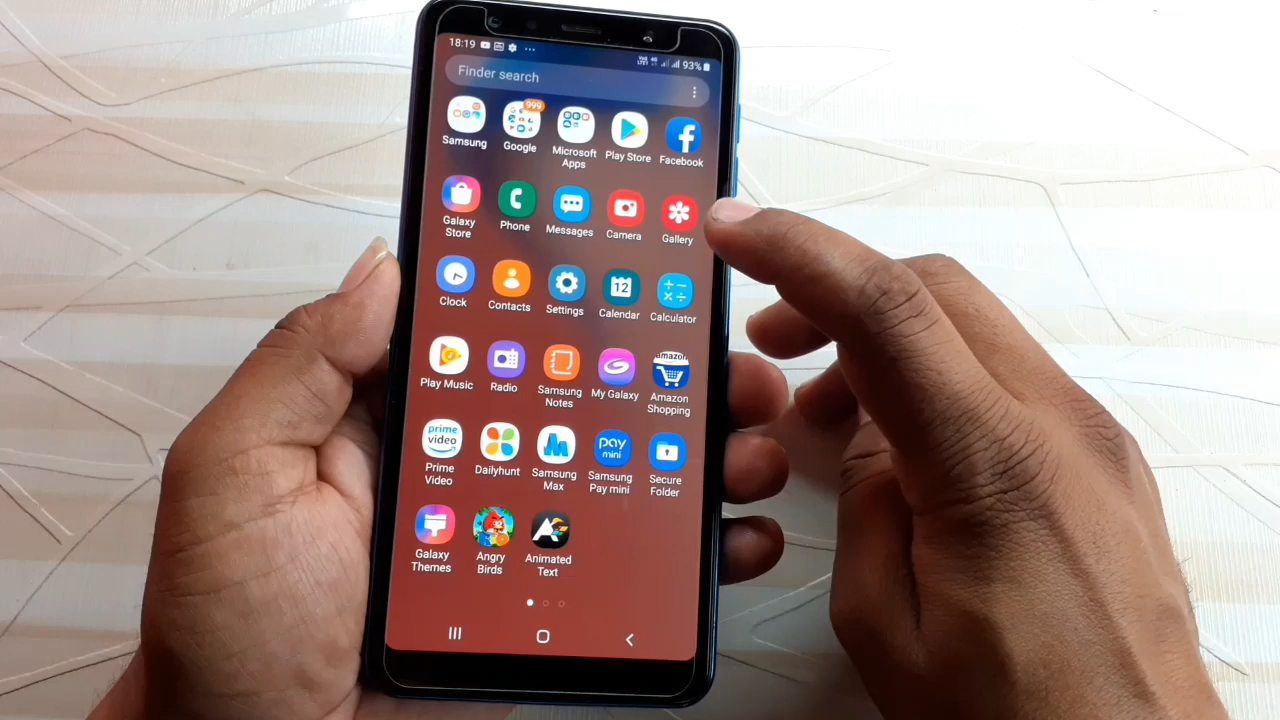 18:19
93%
Finder search
999
Samsung
Google
Microsoft
Apps
Play Store
Facebook
Galaxy
Store
Phone
Messages
Camera
Gallery
Clock
Contacts
Settings
12
Calendar
Calculator
Play Music
Radio
Samsung
Notes
My Galaxy
amazon
Amazon
Shopping
prime
video
Prime
Video
Dailyhunt
Samsung
Max
pay
mini
Samsung
Pay mini
Secure
Folder
Galaxy
Themes
Angry
Birds
Animated
Text